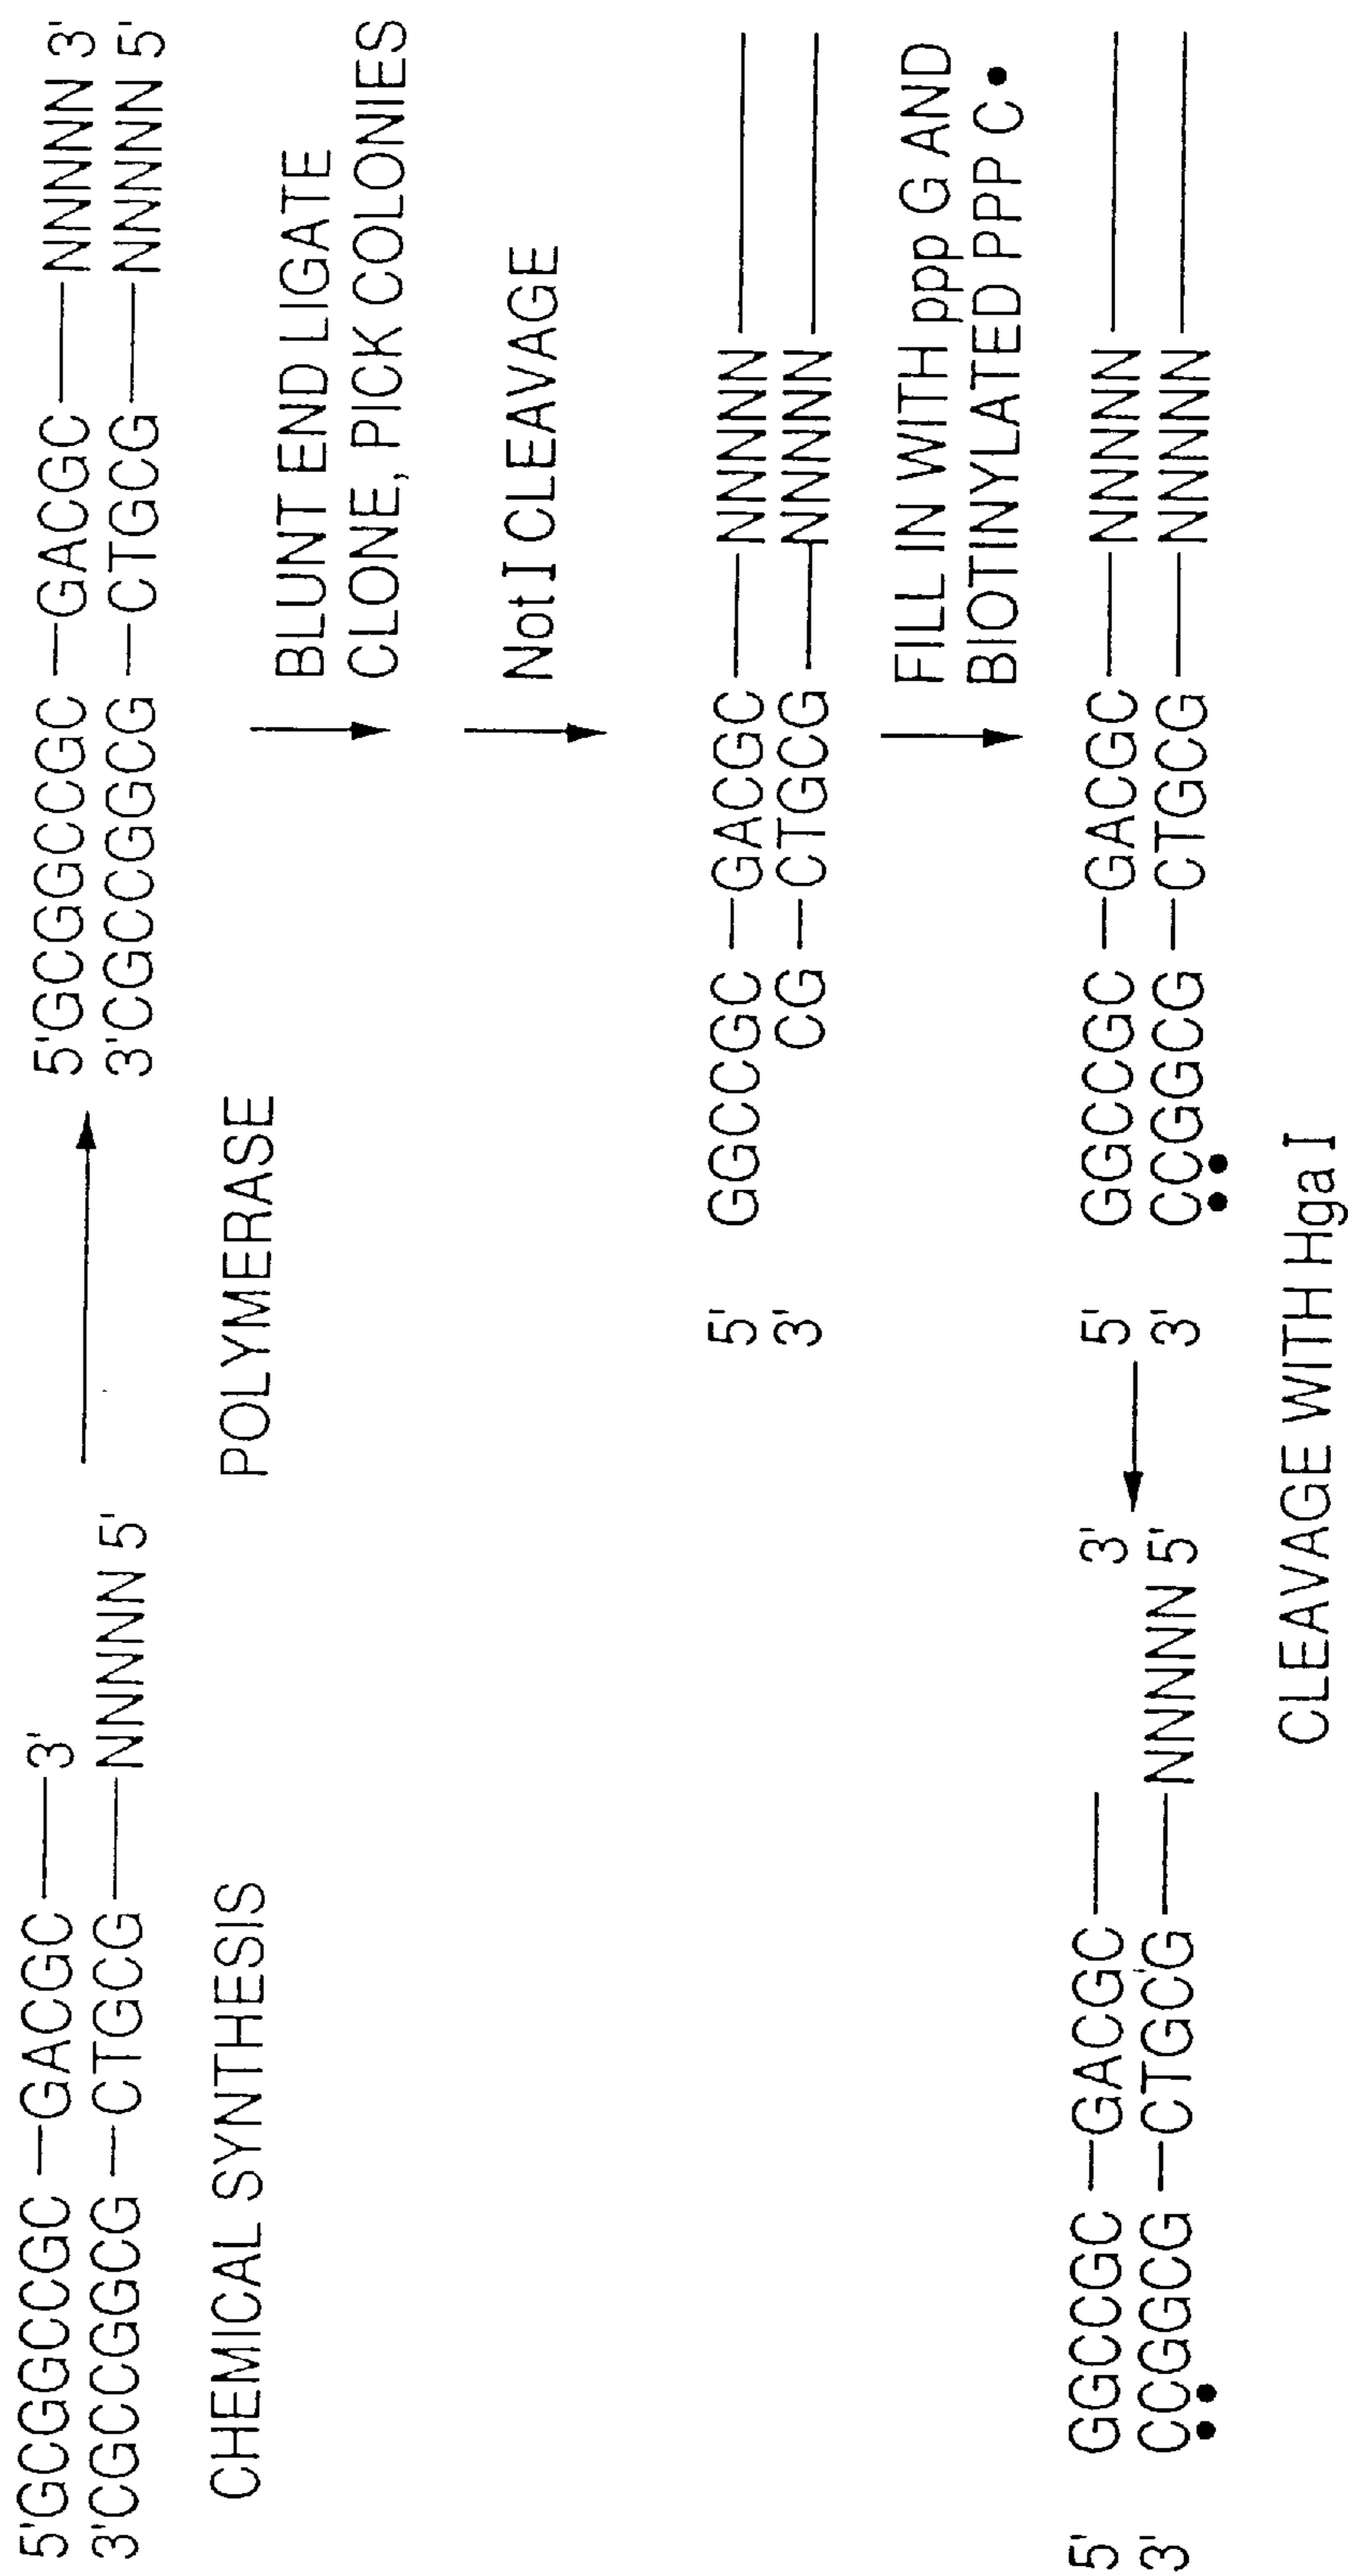 5'GCGGCCGC —GACGC —— 3'
3'CGCCGGCG —CTGCG —— NNNNN 5'
CHEMICAL SYNTHESIS
POLYMERASE
5'GCGGCCGC —GACGC —— NNNNN 3'
3'CGCCGGCG —CTGCG —— NNNNN 5'
BLUNT END LIGATE
CLONE, PICK COLONIES
Not I CLEAVAGE
5' GGCCGC —GACGC —— NNNNN ——
3' CG —CTGCG —— NNNNN ——
FILL IN WITH ppp G AND
BIOTINYLATED PPP C•
5' GGCCGC —GACGC —— NNNNN ——
3' CCGGCG —CTGCG —— NNNNN ——
••
CLEAVAGE WITH Hga I
5' GGCCGC —GACGC —— 3'
3' CCGGCG —CTGCG —— NNNNN 5'
••